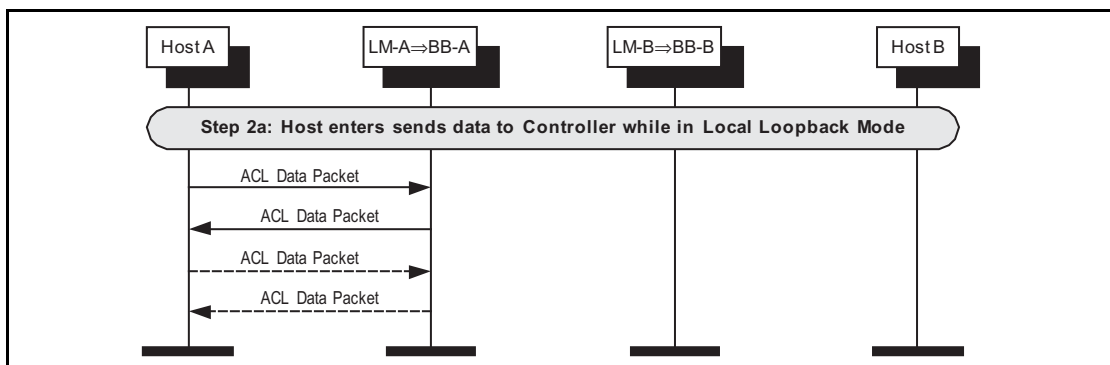 Host A
LM-A⇒BB-A
LM-B⇒BB-B
Host B
Step 2a: Host enters sends data to Controller while in Local Loopback Mode
ACL Data Packet
ACL Data Packet
ACL Data Packet
ACL Data Packet